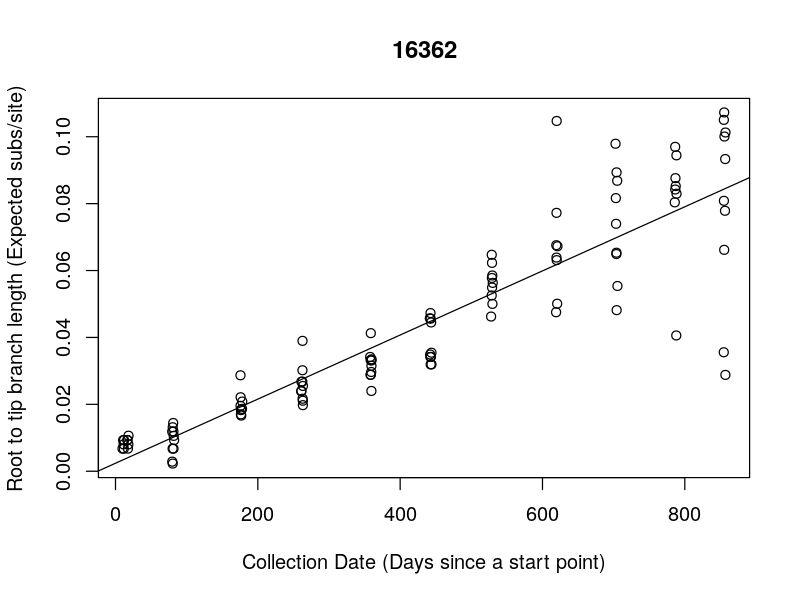 16362
Root to tip branch length (Expected subs/site)
0.10
0.08
0.06
0.04
0.02
0.00
0 200 400 600 800
Collection Date (Days since a start point)